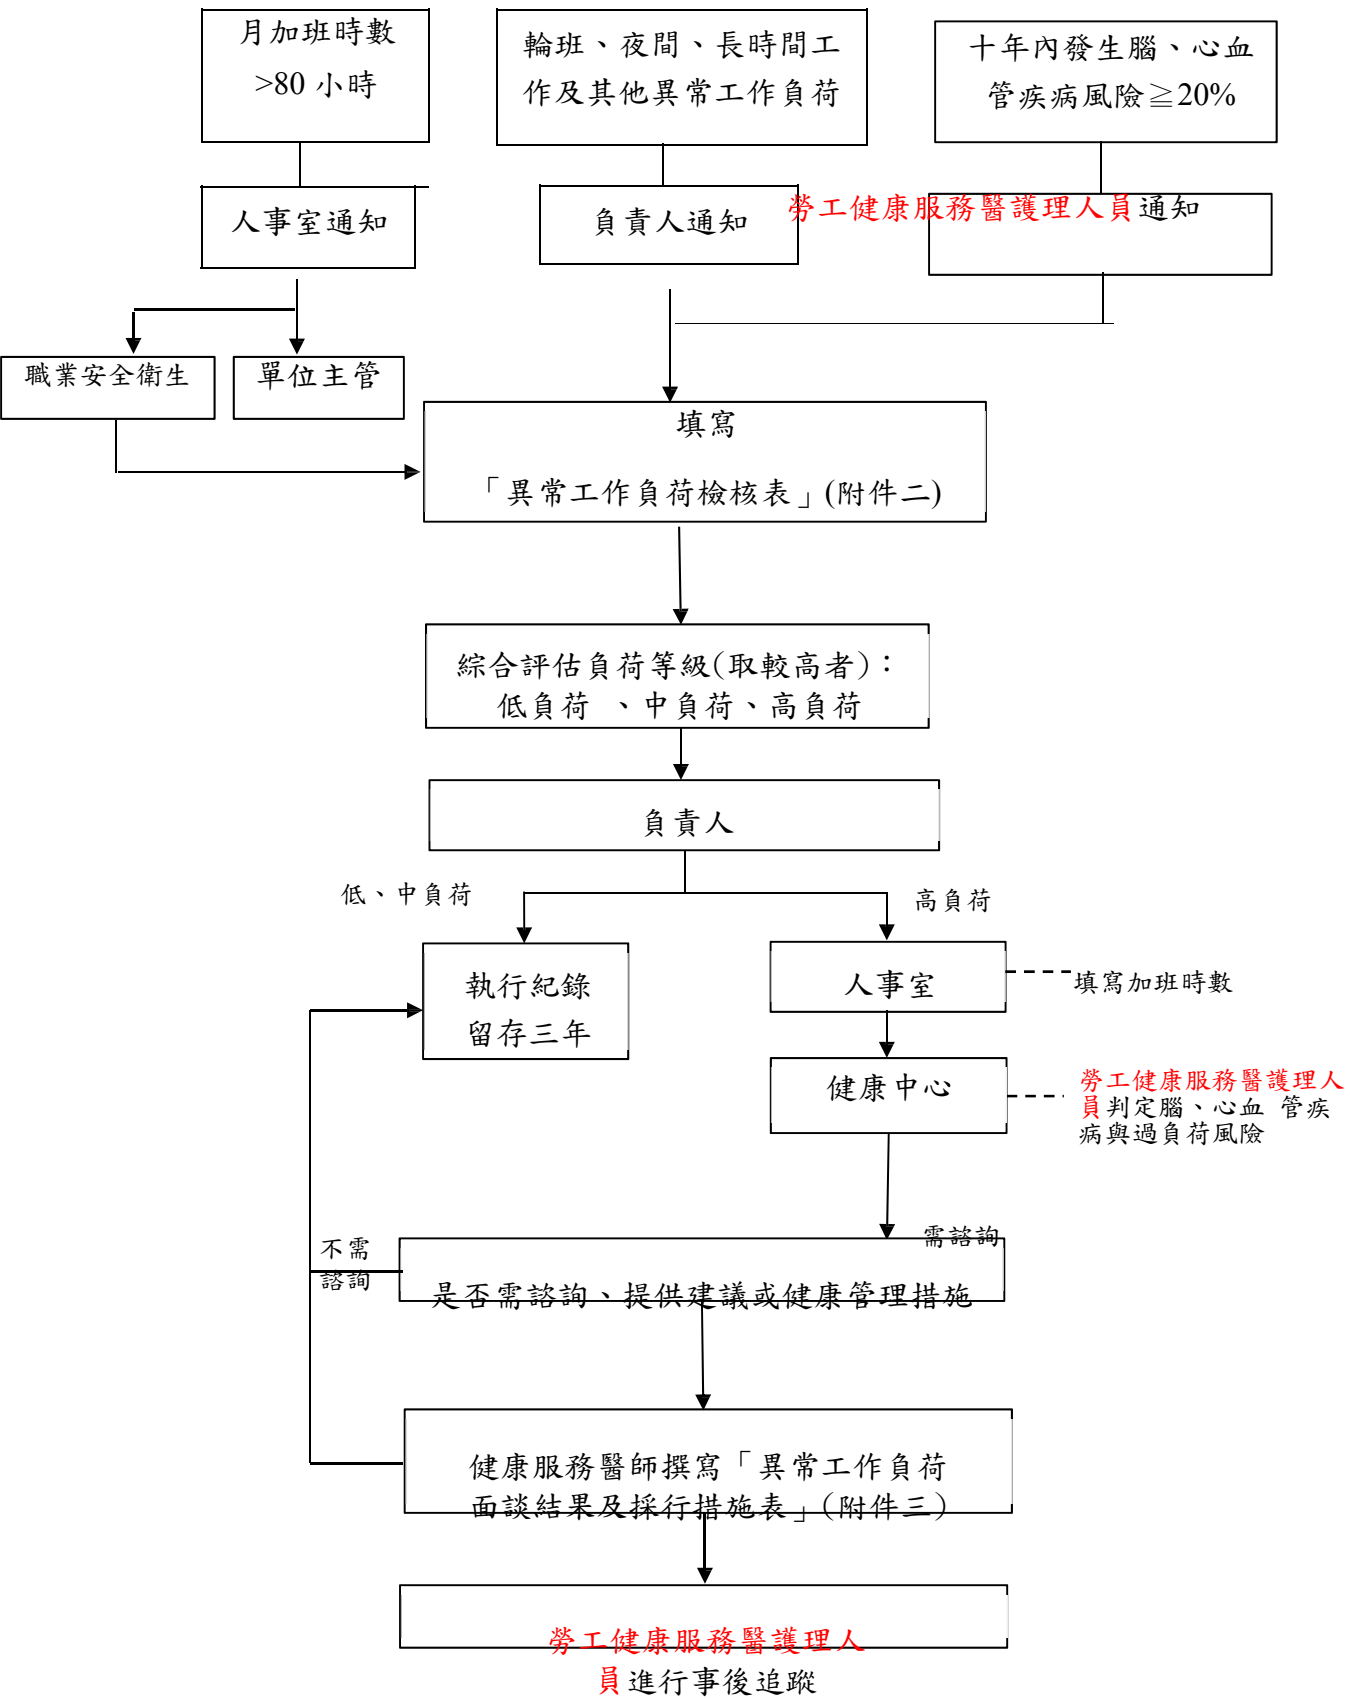 月加班時數
>80 小時
輪班、夜間、長時間工
作及其他異常工作負荷
十年內發生腦、心血
管疾病風險≧20%
人事室通知
負責人通知
勞工健康服務醫護理人員通知
職業安全衛生
單位主管
填寫
「異常工作負荷檢核表」(附件二)
綜合評估負荷等級(取較高者)：
低負荷 、中負荷、高負荷
負責人
低、中負荷
高負荷
執行紀錄
留存三年
人事室
填寫加班時數
健康中心
勞工健康服務醫護理人
員判定腦、心血 管疾
病與過負荷風險
需諮詢
不需
諮詢
是否需諮詢、提供建議或健康管理措施
健康服務醫師撰寫「異常工作負荷
面談結果及採行措施表」(附件三)
勞工健康服務醫護理人
員進行事後追蹤